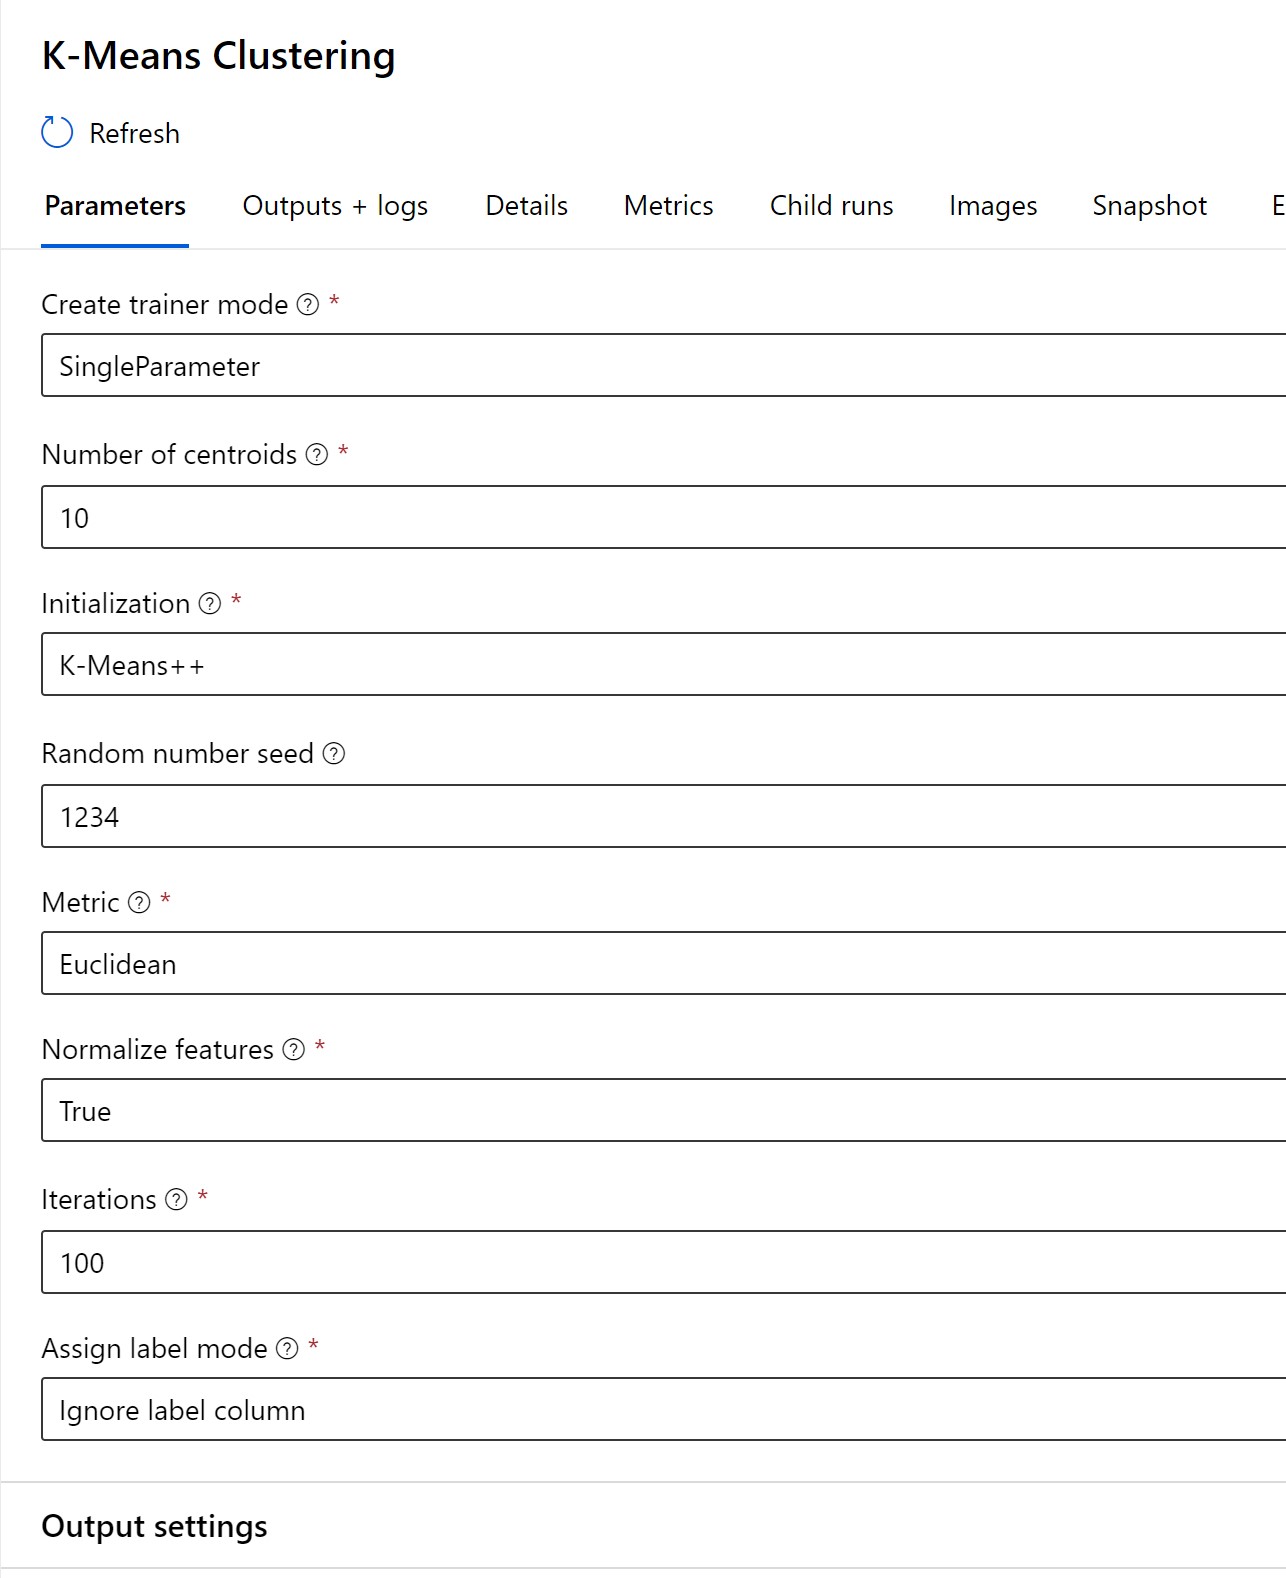 K-Means Clustering
Refresh
Parameters Outputs + logs Details Metrics Child runs Images Snapshot E
Create trainer mode ? *
SingleParameter
Number of centroids ? *
10
Initialization ? *
K-Means++
Random number seed ?
1234
Metric ? *
Euclidean
Normalize features ? *
True
Iterations ? *
100
Assign label mode ? *
Ignore label column
Output settings